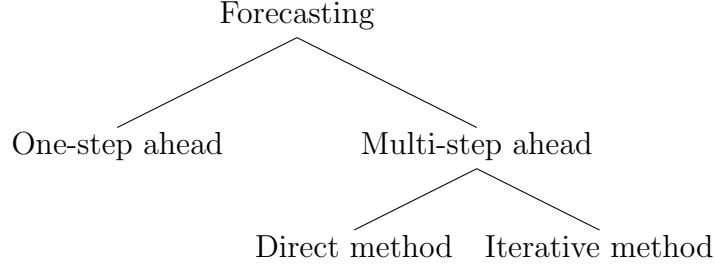 Forecasting
One-step ahead
Multi-step ahead
Direct method
Iterative method